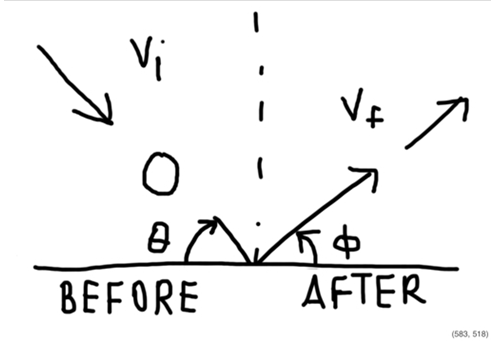 Vi
Vf
θ
ϕ
BEFORE
AFTER
(583, 518)